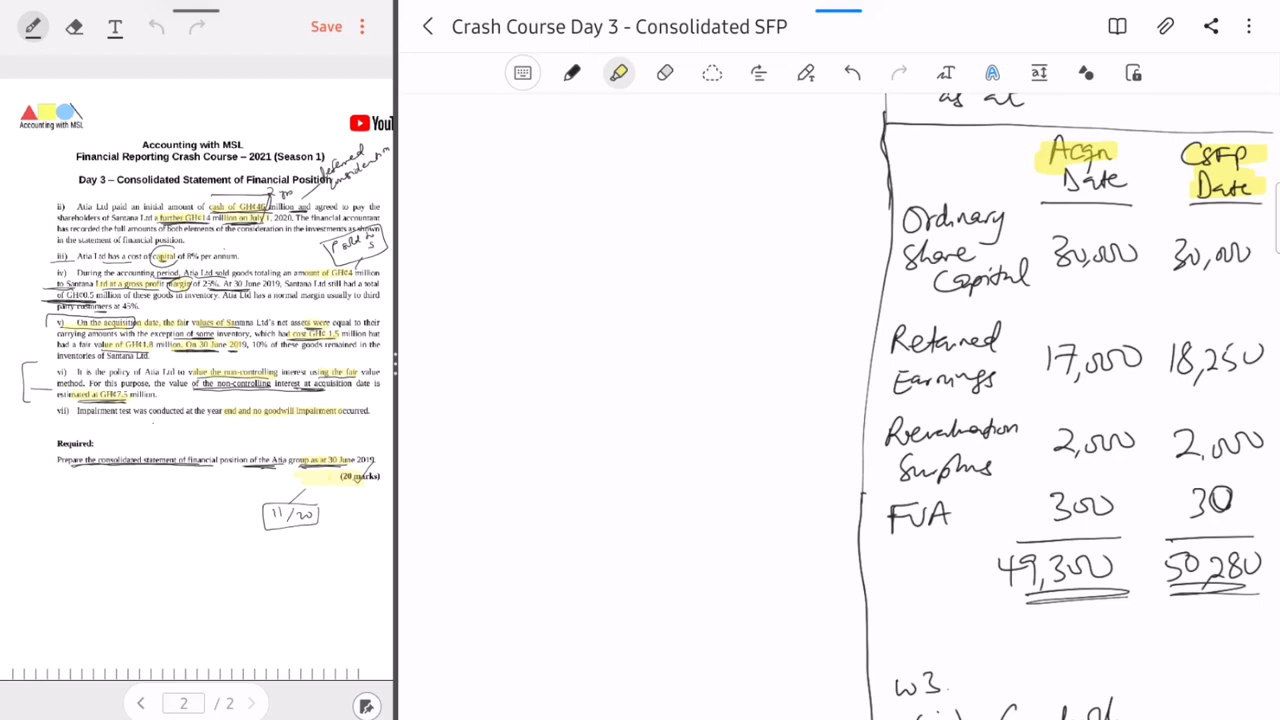 Save
Crash Course Day 3 - Consolidated SFP
Accounting with MSL
You
Accounting with MSL
Financial Reporting Crash Course – 2021 (Season 1)
Day 3 – Consolidated Statement of Financial Position
deferred consideration
2 yrs
ii) Atia Ltd paid an initial amount of cash of GH¢46 million and agreed to pay the
shareholders of Santana Ltd a further GH¢14 million on July 1, 2020. The financial accountant
has recorded the full amounts of both elements of the consideration in the investments as shown
in the statement of financial position.
P sold to S
iii) Atia Ltd has a cost of capital of 8% per annum.
iv) During the accounting period, Atia Ltd sold goods totaling an amount of GH¢4 million
to Santana Ltd at a gross profit margin of 25%. At 30 June 2019, Santana Ltd still had a total
of GH¢0.5 million of these goods in inventory. Atia Ltd has a normal margin usually to third
party customers at 45%.
v) On the acquisition date, the fair values of Santana Ltd's net assets were equal to their
carrying amounts with the exception of some inventory, which had cost GH¢ 1.5 million but
had a fair value of GH¢1.8 million. On 30 June 2019, 10% of these goods remained in the
inventories of Santana Ltd.
vi) It is the policy of Atia Ltd to value the non-controlling interest using the fair value
method. For this purpose, the value of the non-controlling interest at acquisition date is
estimated at GH¢7.5 million.
vii) Impairment test was conducted at the year end and no goodwill impairment occurred.
Required:
Prepare the consolidated statement of financial position of the Atia group as at 30 June 2019.
(20 marks)
11/20
2 / 2
as at
Acqn Date CSFP Date
Ordinary Share Capital 30,000 30,000
Retained Earnings 17,000 18,250
Revaluation Surplus 2,000 2,000
FVA 300 30
49,300 50,280
W3.